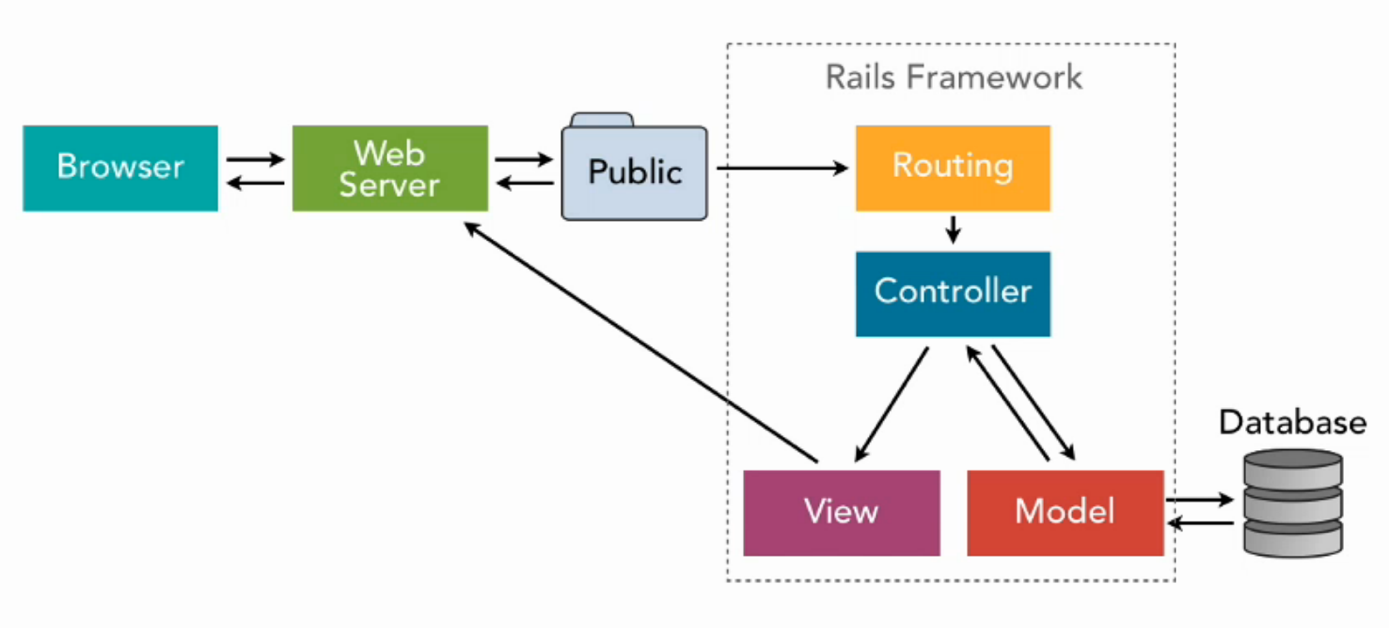 Rails Framework
Browser
Web
Server
Public
Routing
Controller
Database
View
Model